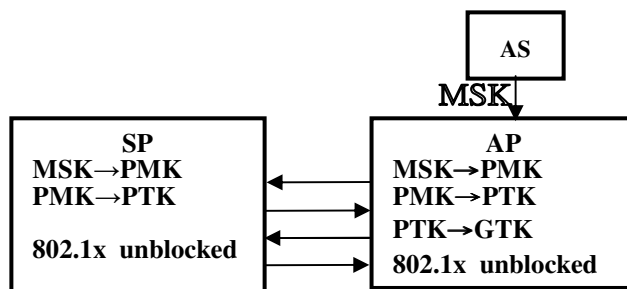 AS
MSK
SP
MSK→PMK
PMK→PTK
802.1x unblocked
AP
MSK→PMK
PMK→PTK
PTK→GTK
802.1x unblocked